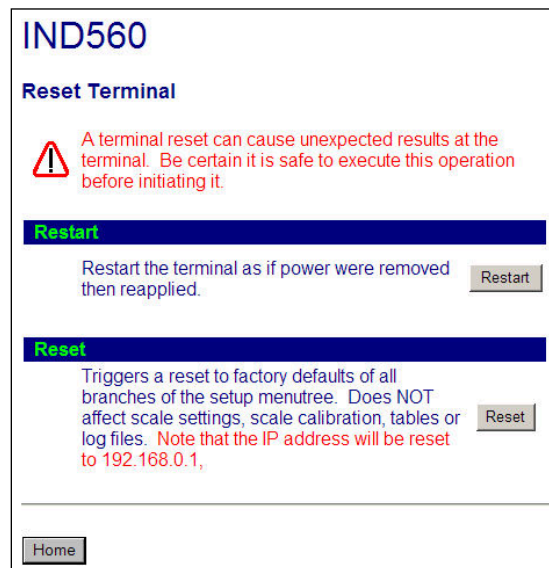 IND560
Reset Terminal
A terminal reset can cause unexpected results at the
terminal. Be certain it is safe to execute this operation
before initiating it.
Restart
Restart the terminal as if power were removed
then reapplied.
Restart
Reset
Triggers a reset to factory defaults of all
branches of the setup menutree. Does NOT
affect scale settings, scale calibration, tables or
log files. Note that the IP address will be reset
to 192.168.0.1,
Reset
Home